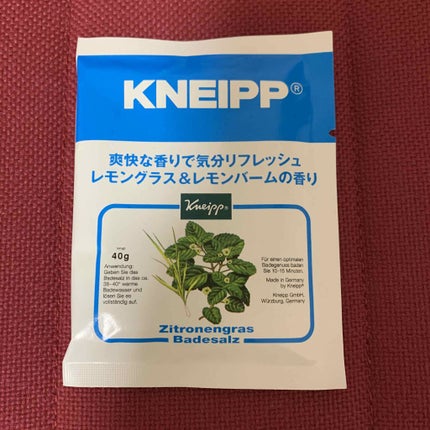 KNEIPP®
爽快な香りで気分リフレッシュ
レモングラス&レモンバームの香り
Kneipp®
Inhalt
40g
Anwendung:
Geben Sie das
Badesalz in das ca.
36-40° warme
Badewasser und
lösen Sie es
vollständig auf.
Für einen optimalen
Badegenuss baden
Sie 10-15 Minuten.
Made in Germany
by Kneipp®
Kneipp GmbH,
Würzburg, Germany
Zitronengras
Badesalz